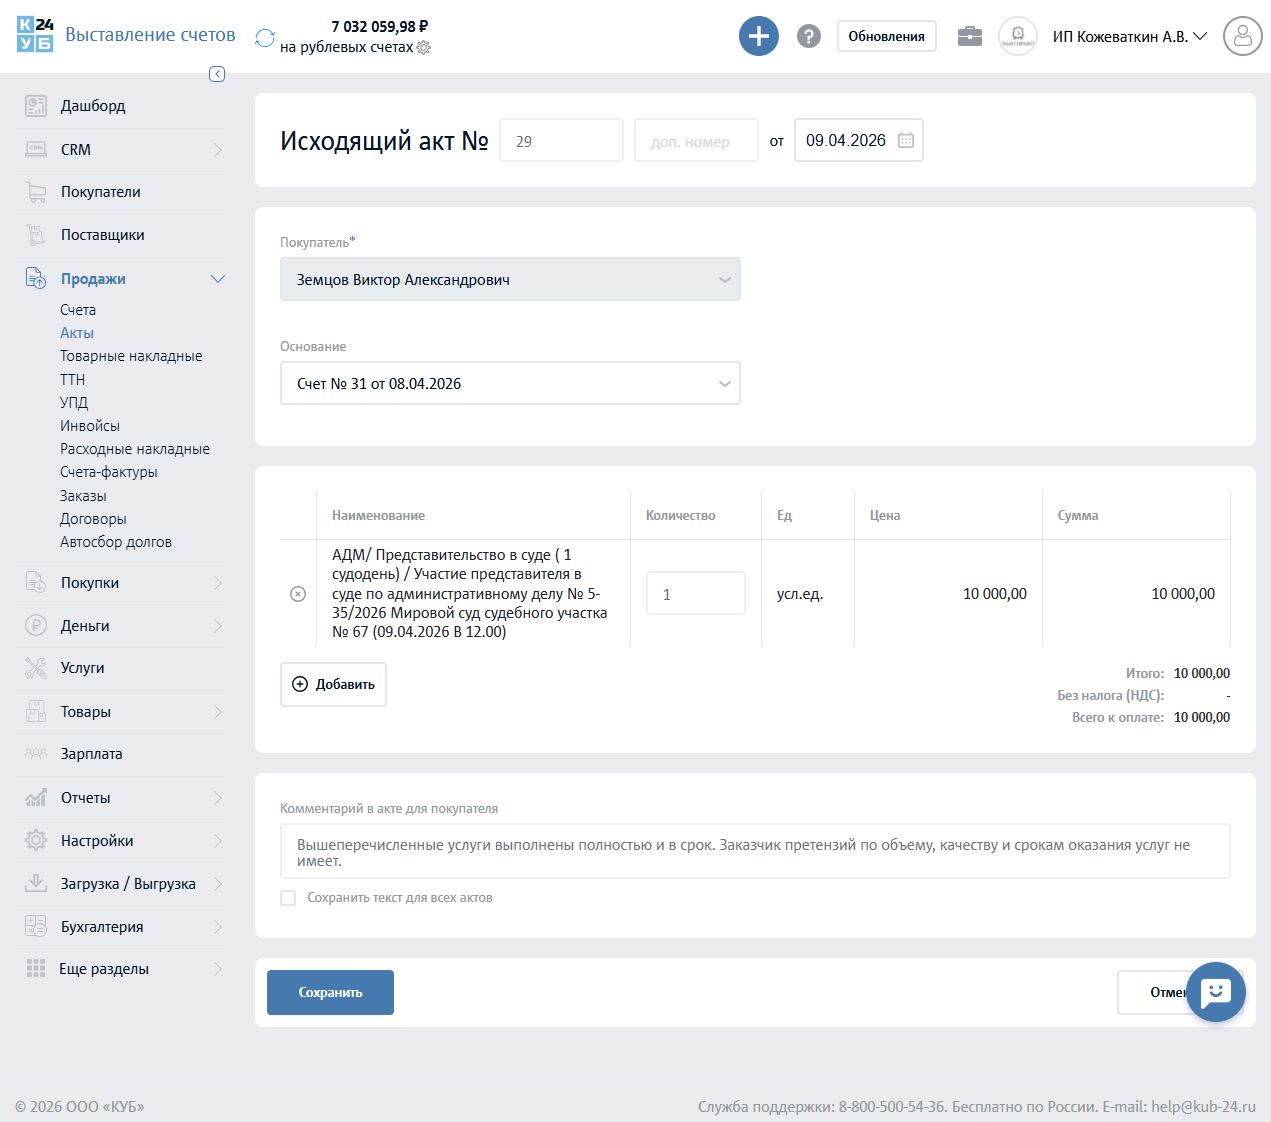 К 24
У Б
Выставление счетов
7 032 059,98 ₽
на рублевых счетах
?
Обновления
ИП Кожеваткин А.В.
Дашборд
CRM
Покупатели
Поставщики
Продажи
Счета
Акты
Товарные накладные
ТТН
УПД
Инвойсы
Расходные накладные
Счета-фактуры
Заказы
Договоры
Автосбор долгов
Покупки
Деньги
Услуги
Товары
Зарплата
Отчеты
Настройки
Загрузка / Выгрузка
Бухгалтерия
Еще разделы
Исходящий акт № 29 доп. номер от 09.04.2026
Покупатель*
Земцов Виктор Александрович
Основание
Счет № 31 от 08.04.2026
Наименование Количество Ед Цена Сумма
АДМ/ Представительство в суде ( 1
судодень) / Участие представителя в
суде по административному делу № 5-
35/2026 Мировой суд судебного участка
№ 67 (09.04.2026 В 12.00)
1 усл.ед. 10 000,00 10 000,00
Добавить
Итого: 10 000,00
Без налога (НДС): -
Всего к оплате: 10 000,00
Комментарий в акте для покупателя
Вышеперечисленные услуги выполнены полностью и в срок. Заказчик претензий по объему, качеству и срокам оказания услуг не
имеет.
Сохранить текст для всех актов
Сохранить
© 2026 ООО «КУБ»
Служба поддержки: 8-800-500-54-36. Бесплатно по России. E-mail: help@kub-24.ru